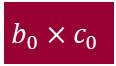 b₀ × c₀